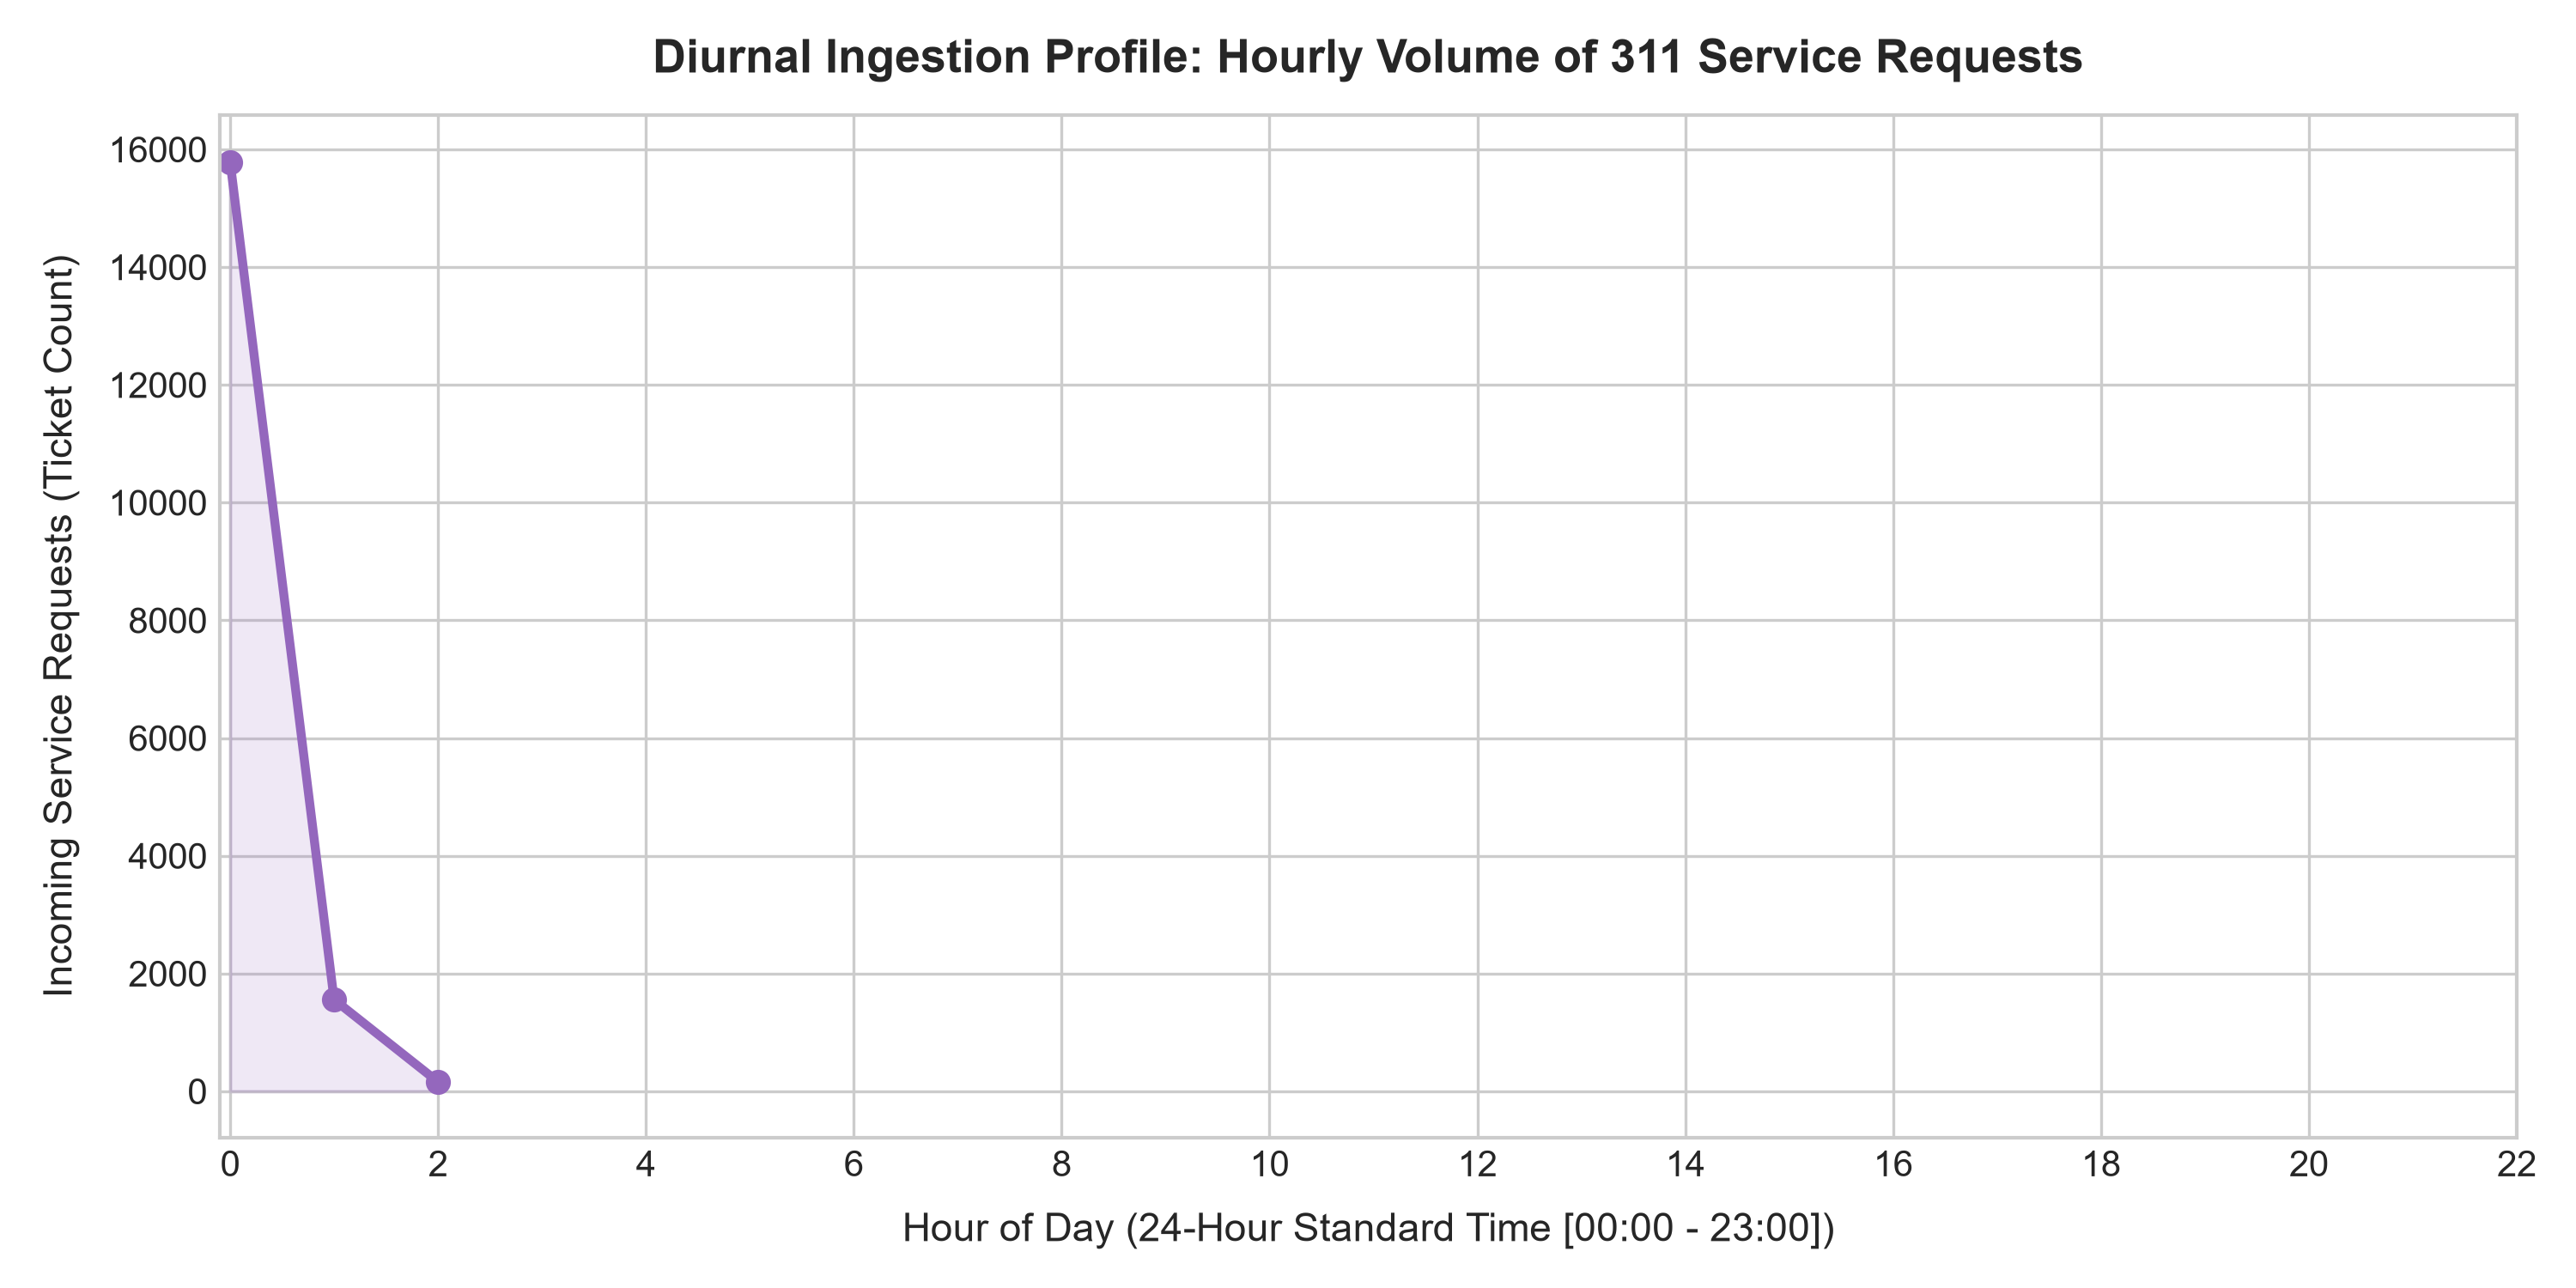 Diurnal Ingestion Profile: Hourly Volume of 311 Service Requests
Incoming Service Requests (Ticket Count)
16000
14000
12000
10000
8000
6000
4000
2000
0
0 2 4 6 8 10 12 14 16 18 20 22
Hour of Day (24-Hour Standard Time [00:00 - 23:00])